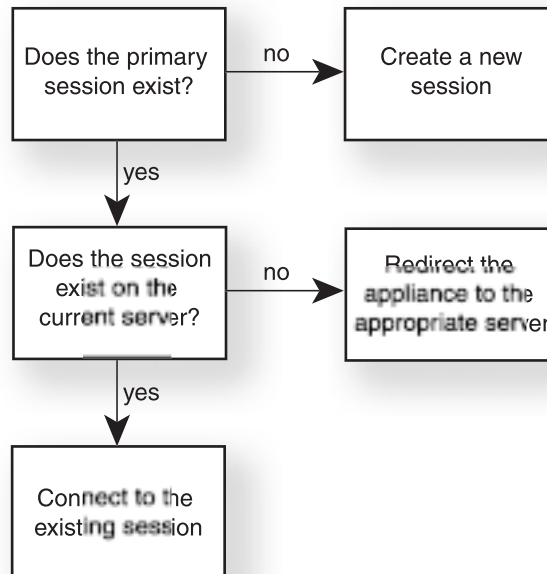 Does the primary
session exist?
no
Create a new
session
yes
Does the session
exist on the
current server?
no
Redirect the
appliance to the
appropriate server
yes
Connect to the
existing session